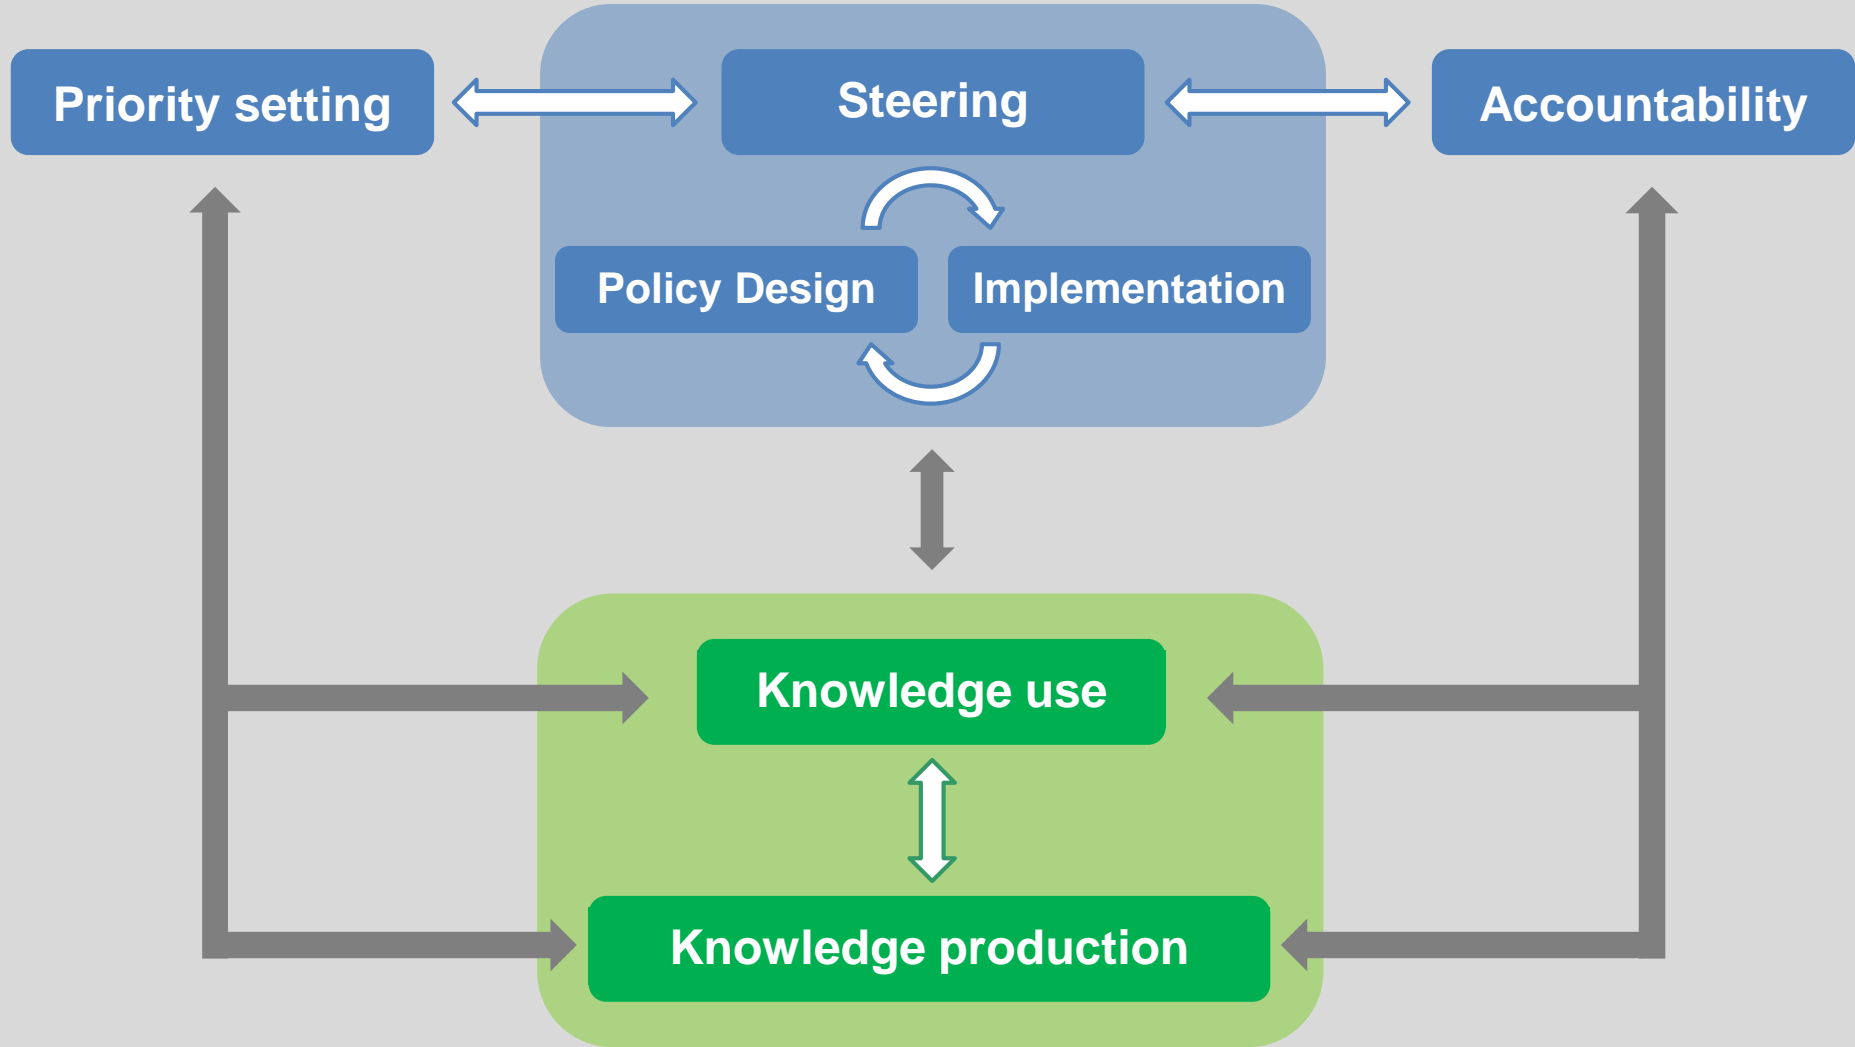 Priority setting
Steering
Accountability
Policy Design
Implementation
Knowledge use
Knowledge production